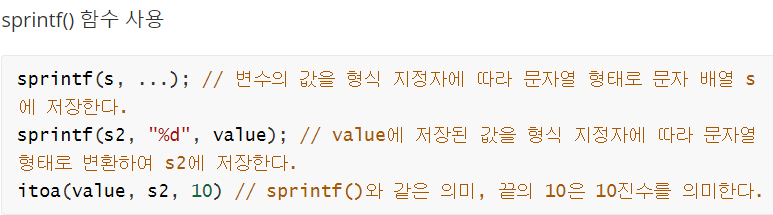 sprintf() 함수 사용
sprintf(s, ...); // 변수의 값을 형식 지정자에 따라 문자열 형태로 문자 배열 s
에 저장한다.
sprintf(s2, "%d", value); // value에 저장된 값을 형식 지정자에 따라 문자열
형태로 변환하여 s2에 저장한다.
itoa(value, s2, 10) // sprintf()와 같은 의미, 끝의 10은 10진수를 의미한다.